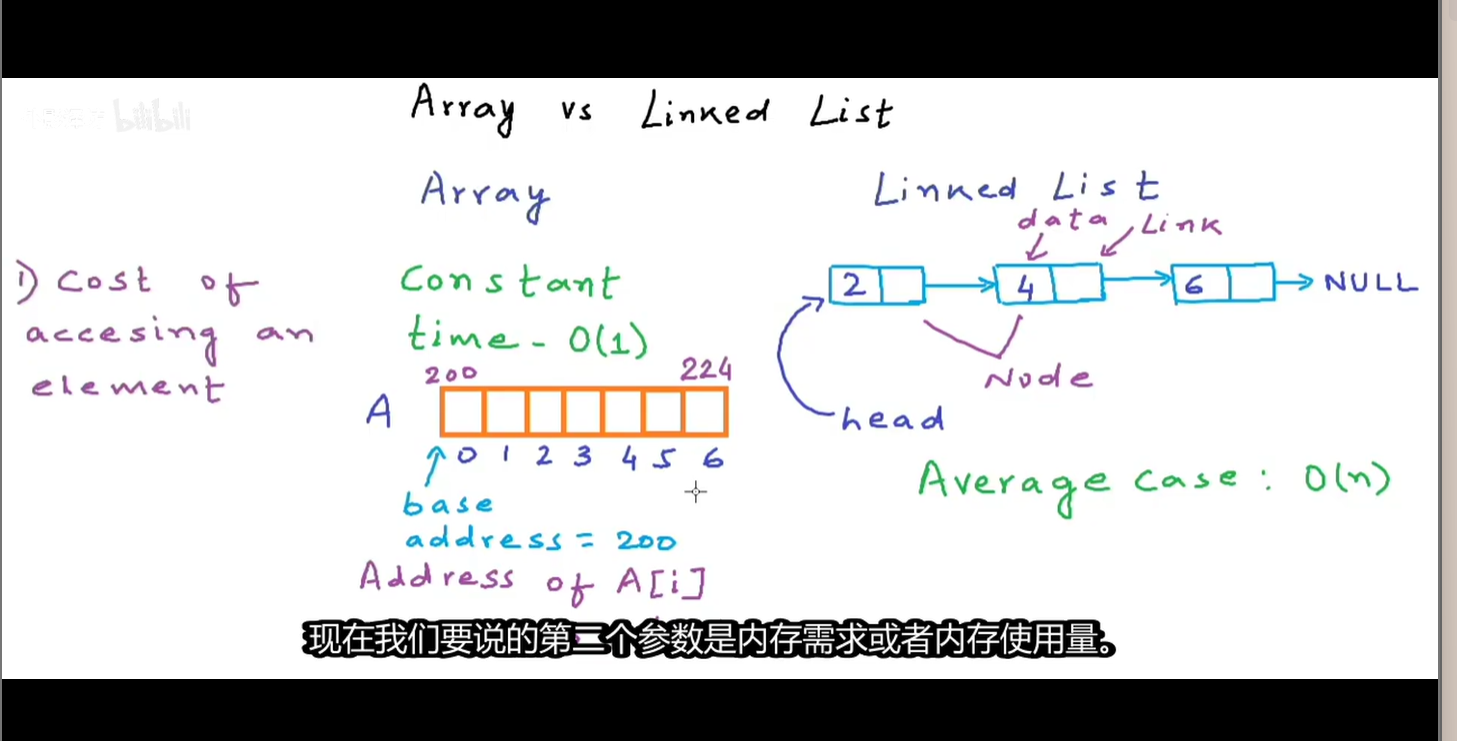 bilibili
Array vs Linked List
Array
Linked List
data
Link
1) Cost of
accesing an
element
Constant
time - O(1)
2
4
6
NULL
Node
head
Average case: O(n)
200
224
A
0 1 2 3 4 5 6
base
address = 200
Address of A[i]
现在我们要说的第二个参数是内存需求或者内存使用量。